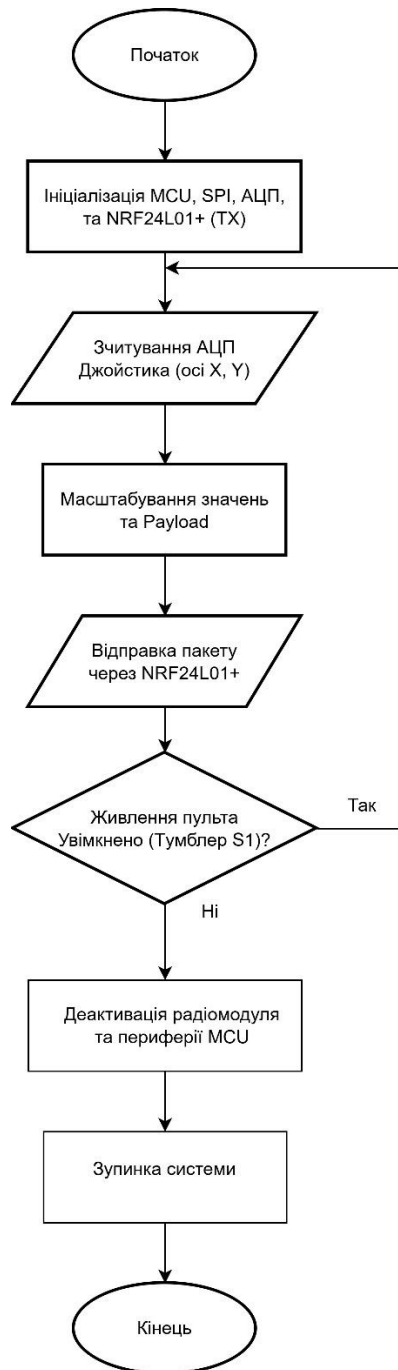 Початок
Ініціалізація MCU, SPI, АЦП,
та NRF24L01+ (TX)
Зчитування АЦП
Джойстика (осі X, Y)
Масштабування значень
та Payload
Відправка пакету
через NRF24L01+
Живлення пульта
Увімкнено (Тумблер S1)?
Так
Ні
Деактивація радіомодуля
та периферії MCU
Зупинка системи
Кінець